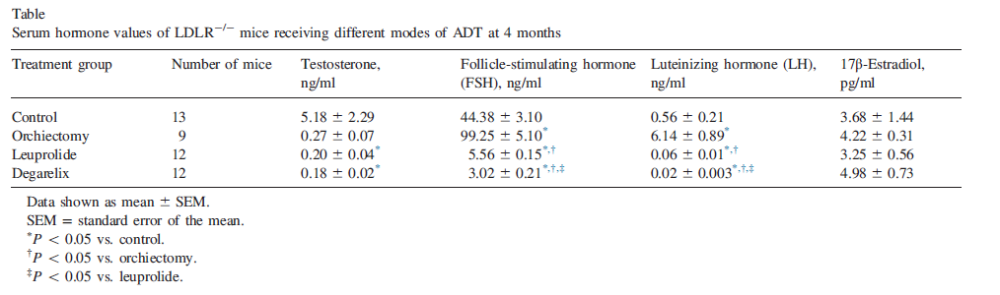 Table
Serum hormone values of LDLR−/− mice receiving different modes of ADT at 4 months
Treatment group Number of mice Testosterone, ng/ml Follicle-stimulating hormone (FSH), ng/ml Luteinizing hormone (LH), ng/ml 17β-Estradiol, pg/ml
Control 13 5.18 ± 2.29 44.38 ± 3.10 0.56 ± 0.21 3.68 ± 1.44
Orchiectomy 9 0.27 ± 0.07 99.25 ± 5.10* 6.14 ± 0.89* 4.22 ± 0.31
Leuprolide 12 0.20 ± 0.04* 5.56 ± 0.15*,† 0.06 ± 0.01*,† 3.25 ± 0.56
Degarelix 12 0.18 ± 0.02* 3.02 ± 0.21*,†,‡ 0.02 ± 0.003*,†,‡ 4.98 ± 0.73
Data shown as mean ± SEM.
SEM = standard error of the mean.
*P < 0.05 vs. control.
†P < 0.05 vs. orchiectomy.
‡P < 0.05 vs. leuprolide.